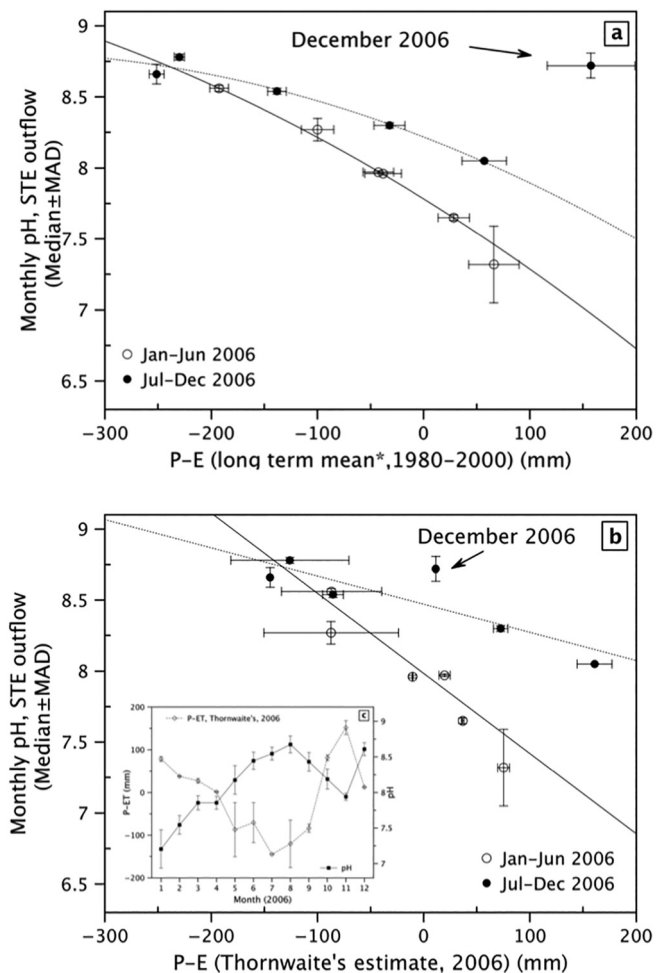 a
December 2006
Monthly pH, STE outflow
(Median±MAD)
9
8.5
8
7.5
7
6.5
Jan-Jun 2006
Jul-Dec 2006
-300 -200 -100 0 100 200
P-E (long term mean*,1980-2000) (mm)
b
December 2006
Monthly pH, STE outflow
(Median±MAD)
9
8.5
8
7.5
7
6.5
c
P-ET, Thornwaite's, 2006
P-ET (mm)
200
100
0
-100
-200
9
8.5
8
7.5
7
pH
pH
1 2 3 4 5 6 7 8 9 10 11 12
Month (2006)
Jan-Jun 2006
Jul-Dec 2006
-300 -200 -100 0 100 200
P-E (Thornwaite's estimate, 2006) (mm)